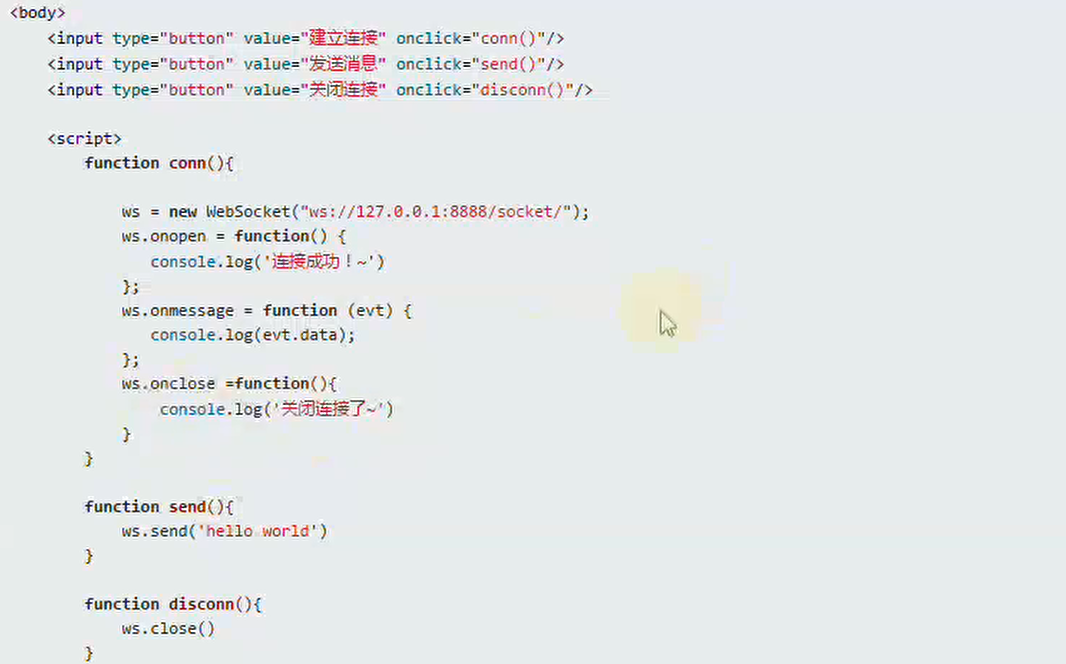 <body>
<input type="button" value="建立连接" onclick="conn()"/>
<input type="button" value="发送消息" onclick="send()"/>
<input type="button" value="关闭连接" onclick="disconn()"/>
<script>
function conn(){
ws = new WebSocket("ws://127.0.0.1:8888/socket/");
ws.onopen = function() {
console.log('连接成功！~')
};
ws.onmessage = function (evt) {
console.log(evt.data);
};
ws.onclose =function(){
console.log('关闭连接了~')
}
}
function send(){
ws.send('hello world')
}
function disconn(){
ws.close()
}